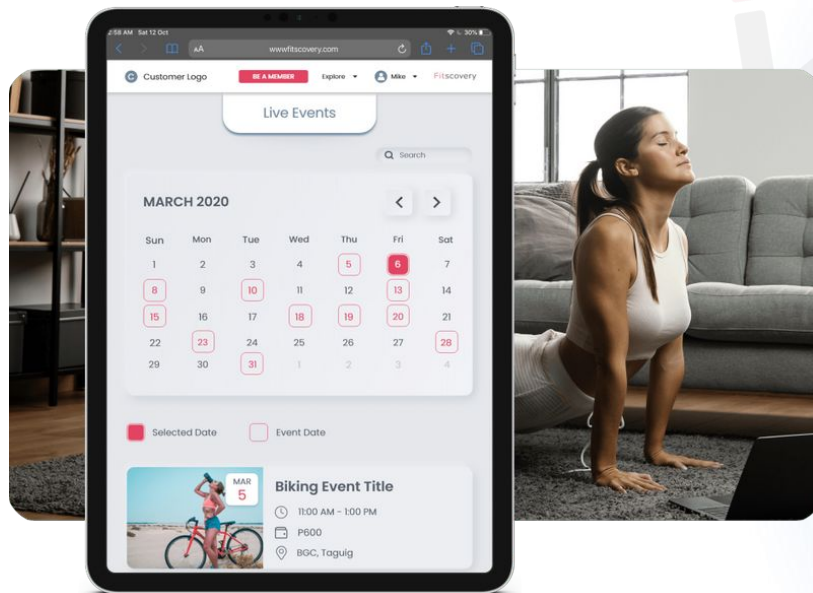 2:58 AM Sat 12 Oct 30%
AA wwwfitscovery.com
C Customer Logo BE A MEMBER Explore Mike Fitscovery
Live Events
Search
MARCH 2020
Sun Mon Tue Wed Thu Fri Sat
1 2 3 4 5 6 7
8 9 10 11 12 13 14
15 16 17 18 19 20 21
22 23 24 25 26 27 28
29 30 31 1 2 3 4
Selected Date Event Date
MAR
5
Biking Event Title
11:00 AM - 1:00 PM
P600
BGC, Taguig